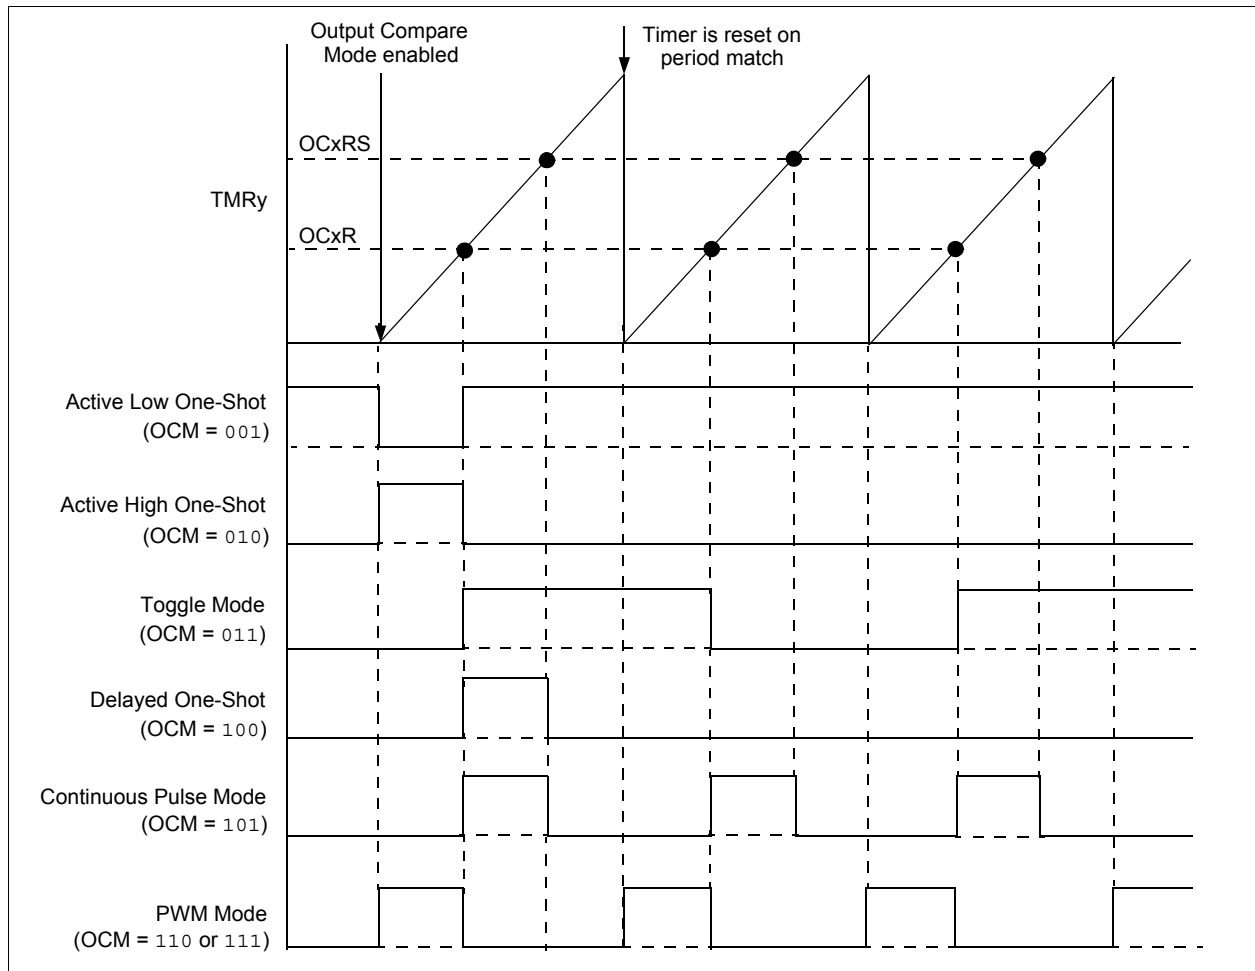 Output Compare
Mode enabled
Timer is reset on
period match
OCxRS
TMRy
OCxR
Active Low One-Shot
(OCM = 001)
Active High One-Shot
(OCM = 010)
Toggle Mode
(OCM = 011)
Delayed One-Shot
(OCM = 100)
Continuous Pulse Mode
(OCM = 101)
PWM Mode
(OCM = 110 or 111)